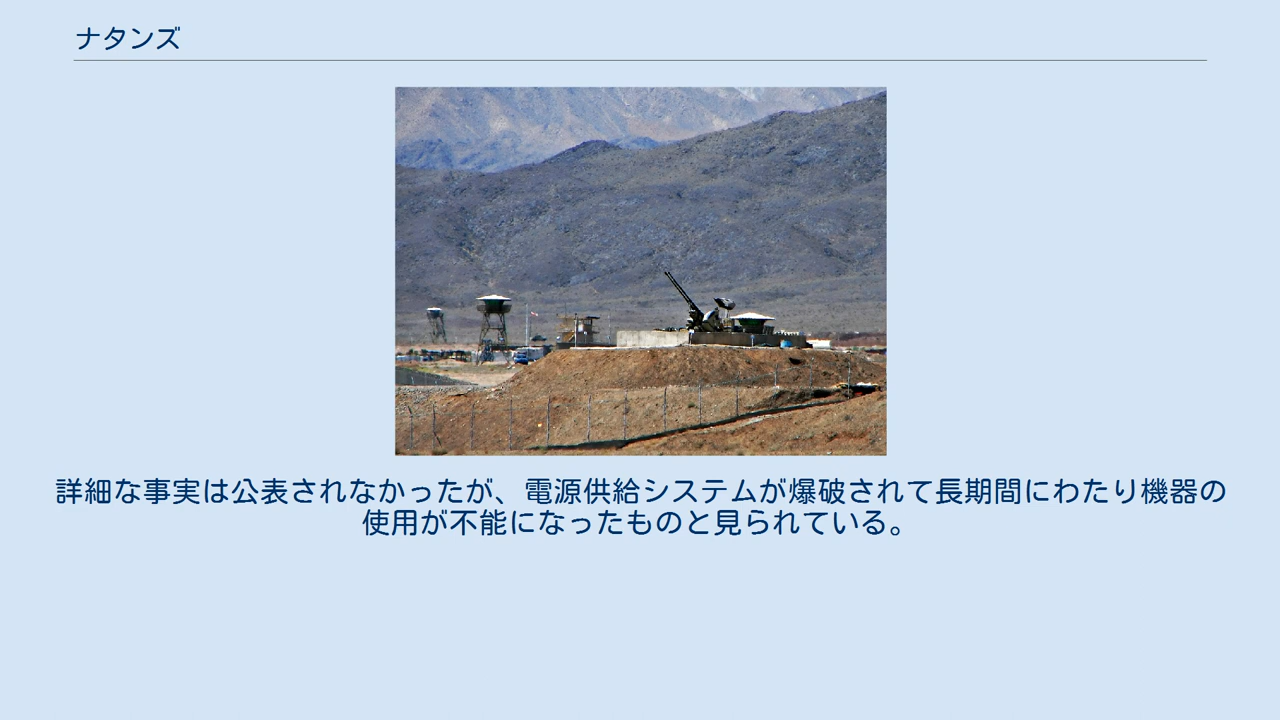 ナタンズ
詳細な事実は公表されなかったが、電源供給システムが爆破されて長期間にわたり機器の
使用が不能になったものと見られている。